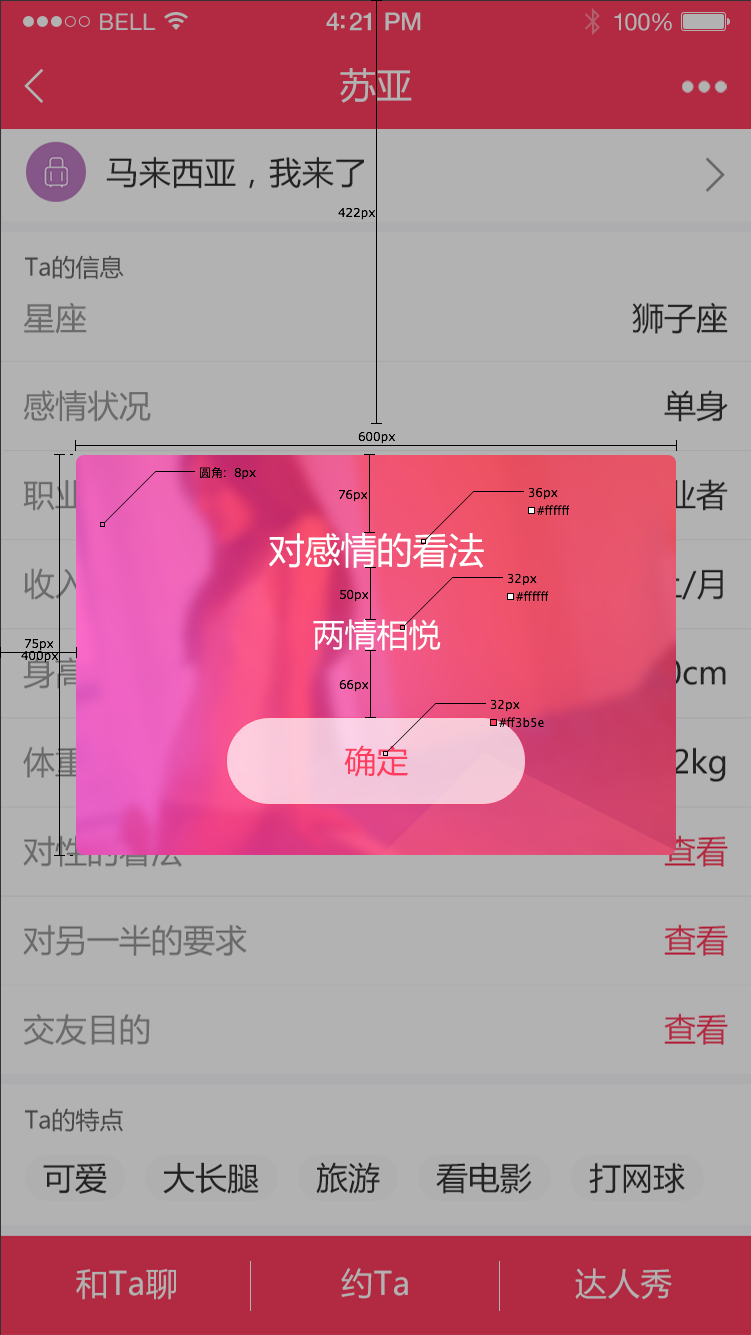 BELL 4:21 PM 100%
苏亚
马来西亚，我来了
422px
Ta的信息
星座 狮子座
感情状况 单身
600px
职业 业者
圆角：8px
76px
36px
#ffffff
对感情的看法
32px
#ffffff
收入 /月
50px
两情相悦
75px
400px
身高 0cm
66px
32px
#ff3b5e
确定
体重 2kg
对性的看法 查看
对另一半的要求 查看
交友目的 查看
Ta的特点
可爱 大长腿 旅游 看电影 打网球
和Ta聊 约Ta 达人秀